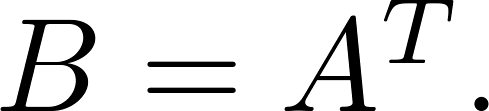 B = A^T .